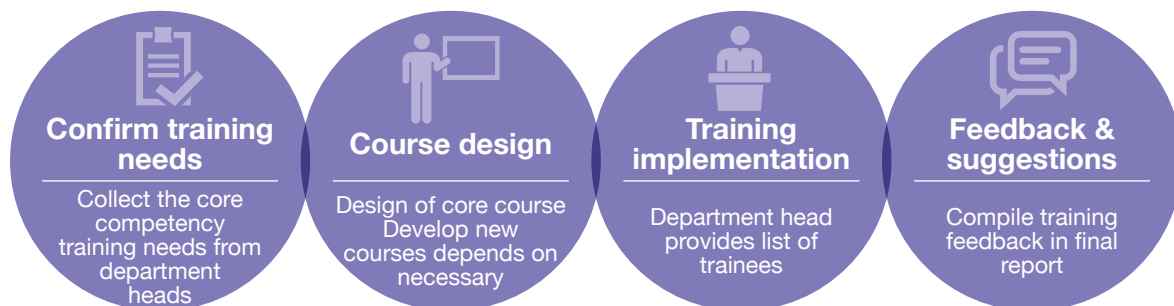 Confirm training
needs
Collect the core
competency
training needs from
department
heads
Course design
Design of core course
Develop new
courses depends on
necessary
Training
implementation
Department head
provides list of
trainees
Feedback &
suggestions
Compile training
feedback in final
report